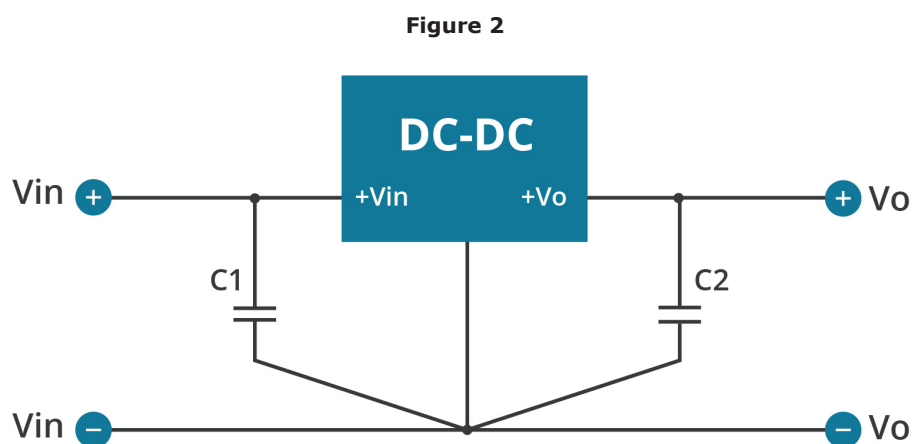 Figure 2
DC-DC
Vin + +Vin +Vo + Vo
C1 C2
Vin − − Vo